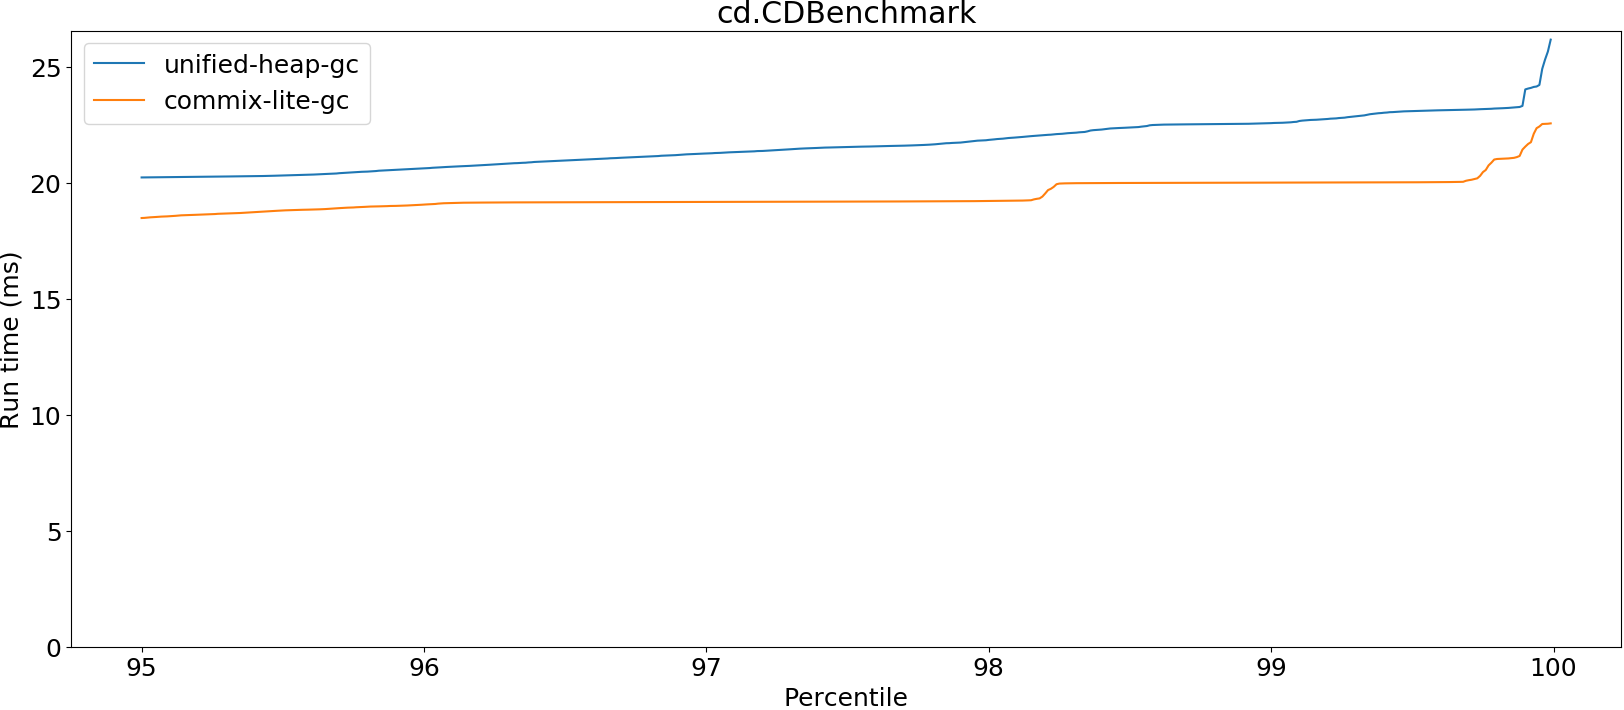 cd.CDBenchmark
unified-heap-gc
commix-lite-gc
Run time (ms)
25
20
15
10
5
0
95 96 97 98 99 100
Percentile